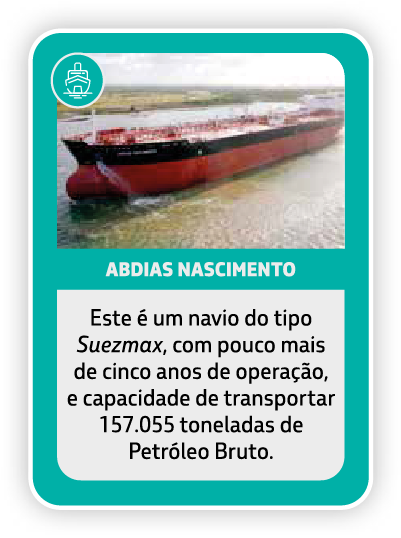 ABDIAS NASCIMENTO
Este é um navio do tipo
Suezmax, com pouco mais
de cinco anos de operação,
e capacidade de transportar
157.055 toneladas de
Petróleo Bruto.